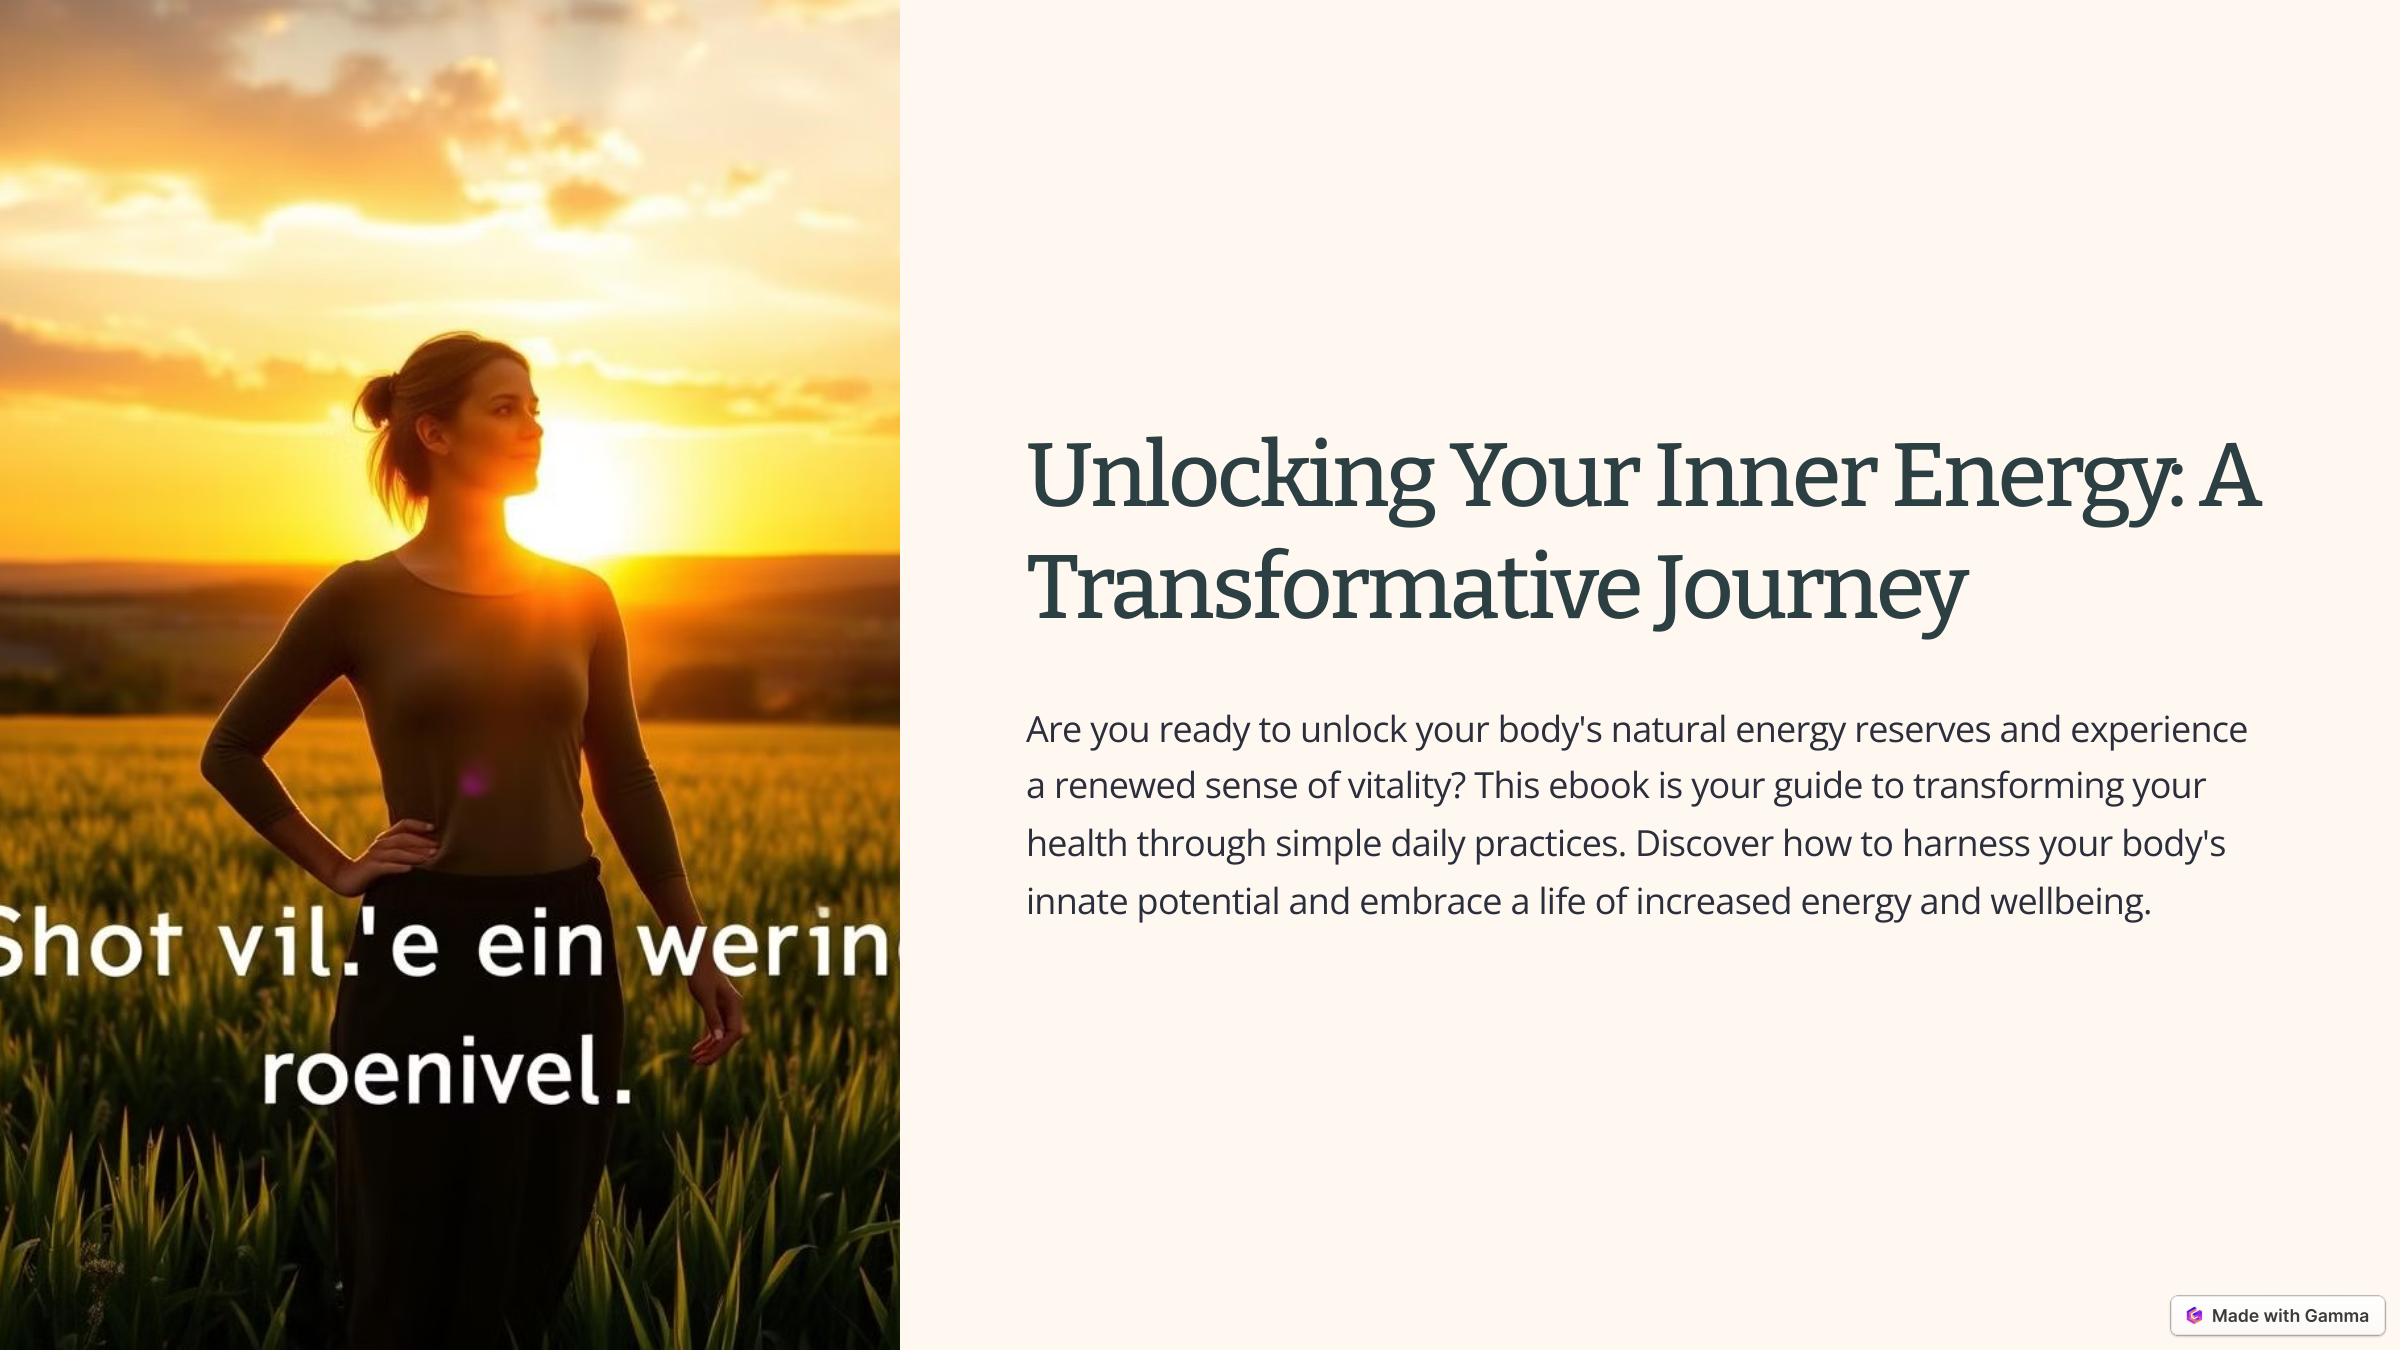 Shot vil.'e ein wering
roenivel.
Unlocking Your Inner Energy: A
Transformative Journey
Are you ready to unlock your body's natural energy reserves and experience
a renewed sense of vitality? This ebook is your guide to transforming your
health through simple daily practices. Discover how to harness your body's
innate potential and embrace a life of increased energy and wellbeing.
Made with Gamma